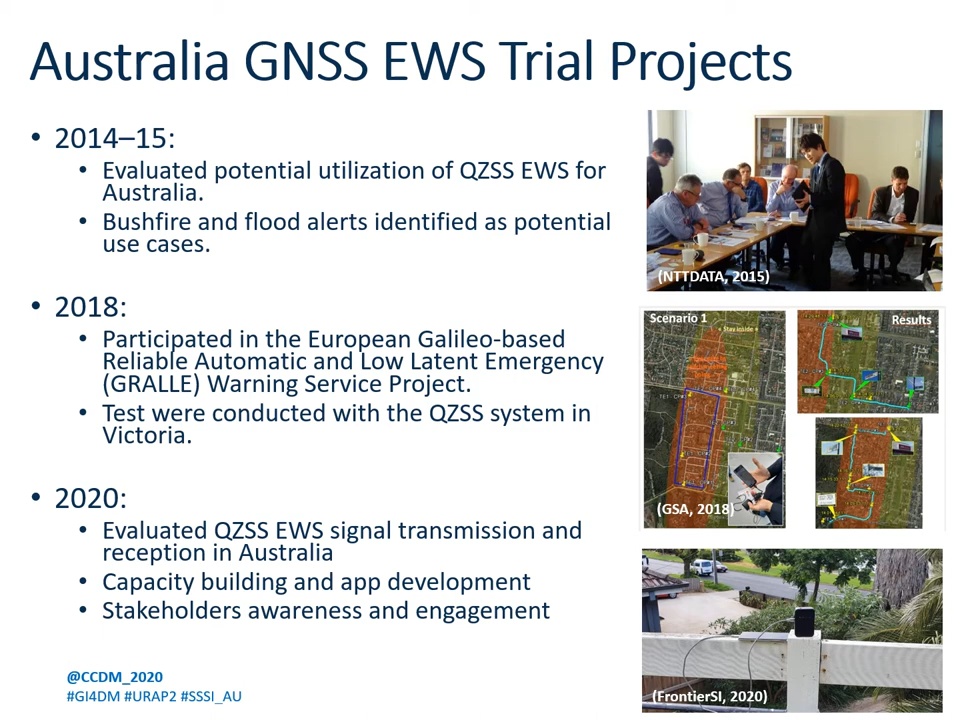 Australia GNSS EWS Trial Projects
• 2014–15:
• Evaluated potential utilization of QZSS EWS for
Australia.
• Bushfire and flood alerts identified as potential
use cases.
• 2018:
• Participated in the European Galileo-based
Reliable Automatic and Low Latent Emergency
(GRALLE) Warning Service Project.
• Test were conducted with the QZSS system in
Victoria.
• 2020:
• Evaluated QZSS EWS signal transmission and
reception in Australia
• Capacity building and app development
• Stakeholders awareness and engagement
@CCDM_2020
#GI4DM #URAP2 #SSSI_AU
(NTTDATA, 2015)
Scenario 1
Stay inside
Results
(GSA, 2018)
(FrontierSI, 2020)